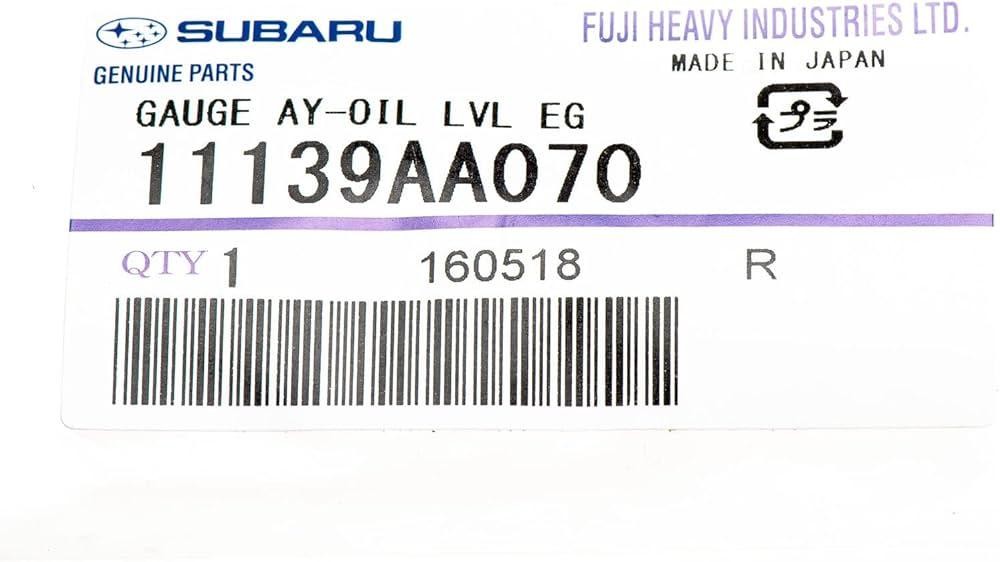 SUBARU
FUJI HEAVY INDUSTRIES LTD.
GENUINE PARTS
MADE IN JAPAN
GAUGE AY-OIL LVL EG
プラ
11139AA070
QTY 1 160518 R